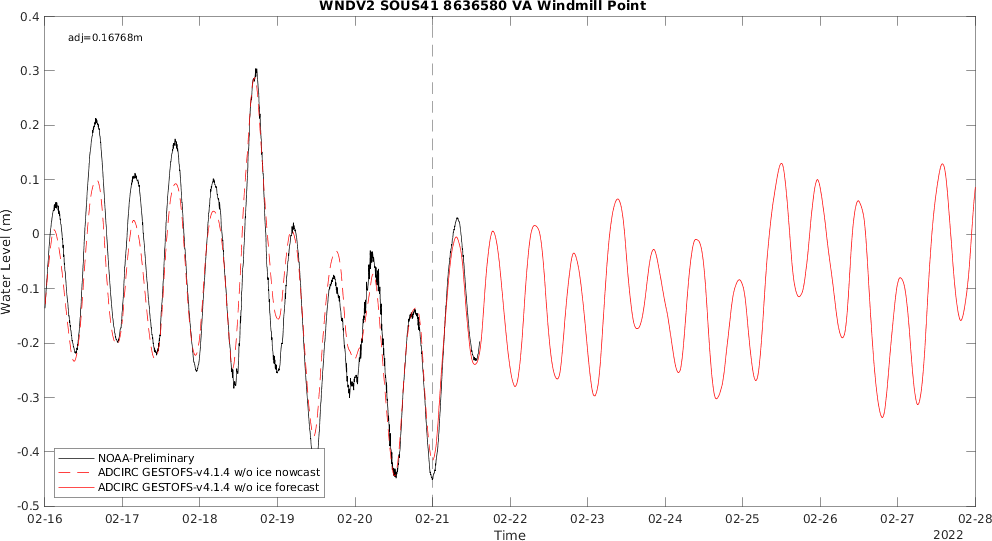 WNDV2 SOUS41 8636580 VA Windmill Point
adj=0.16768m
0.4
0.3
0.2
0.1
0
-0.1
-0.2
-0.3
-0.4
-0.5
Water Level (m)
NOAA-Preliminary
ADCIRC GESTOFS-v4.1.4 w/o ice nowcast
ADCIRC GESTOFS-v4.1.4 w/o ice forecast
02-16 02-17 02-18 02-19 02-20 02-21 02-22 02-23 02-24 02-25 02-26 02-27 02-28
Time
2022